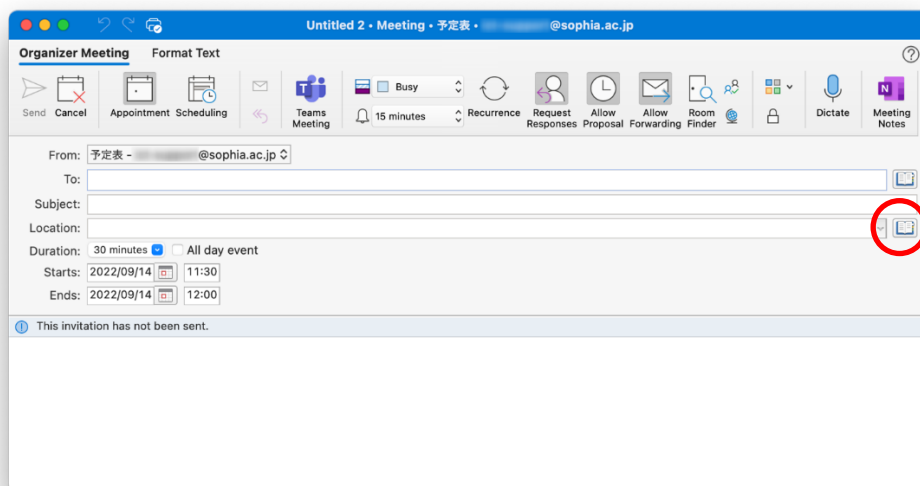 Untitled 2 • Meeting • 予定表 • @sophia.ac.jp
Organizer Meeting Format Text
Busy
Send Cancel Appointment Scheduling Teams Meeting 15 minutes Recurrence Request Responses Allow Proposal Allow Forwarding Room Finder Dictate Meeting Notes
From: 予定表 - @sophia.ac.jp
To:
Subject:
Location:
Duration: 30 minutes All day event
Starts: 2022/09/14 11:30
Ends: 2022/09/14 12:00
This invitation has not been sent.